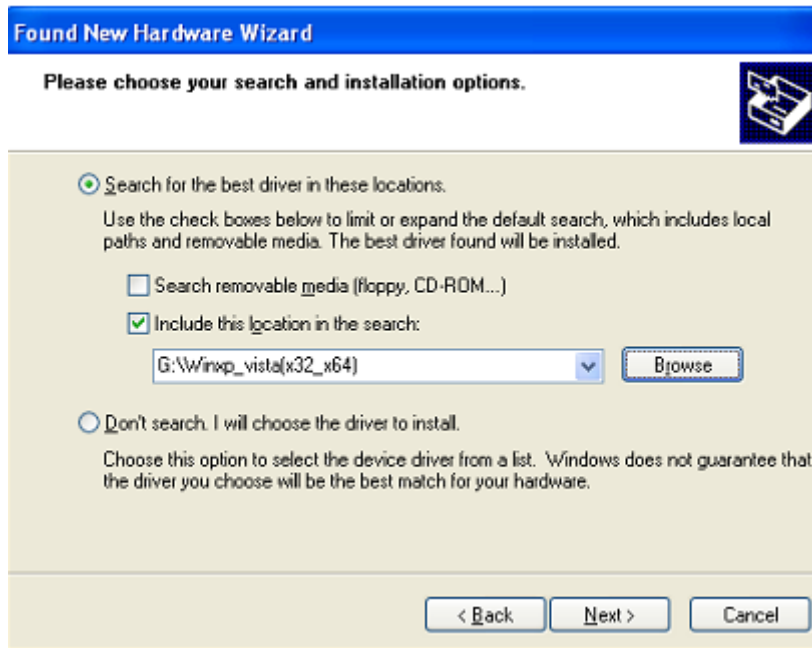 Found New Hardware Wizard
Please choose your search and installation options.
Search for the best driver in these locations.
Use the check boxes below to limit or expand the default search, which includes local
paths and removable media. The best driver found will be installed.
Search removable media (floppy, CD-ROM...)
Include this location in the search:
G:\Winxp_vista(x32_x64)
Browse
Don't search. I will choose the driver to install.
Choose this option to select the device driver from a list. Windows does not guarantee that
the driver you choose will be the best match for your hardware.
< Back Next > Cancel